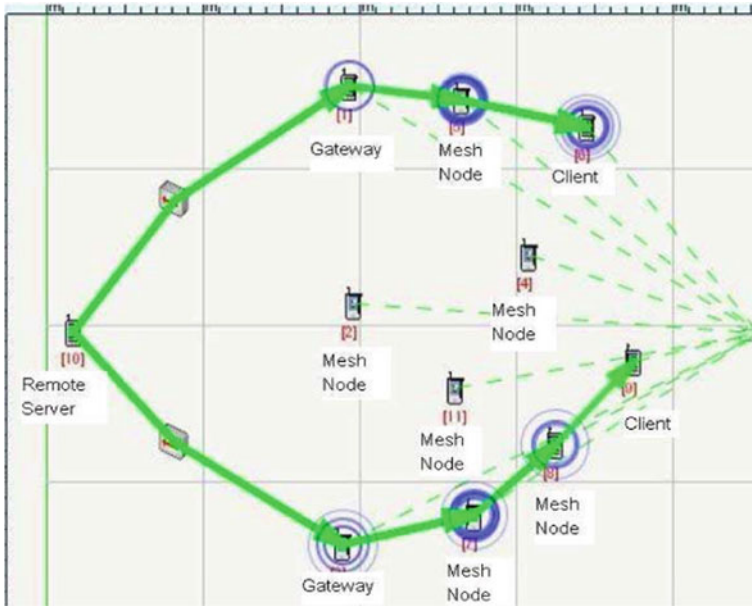 [1]
Gateway
Mesh
Node
Client
[4]
Mesh
Node
[2]
Mesh
Node
[10]
Remote
Server
[11]
Mesh
Node
[9]
Client
[8]
Mesh
Node
[7]
Mesh
Node
Gateway